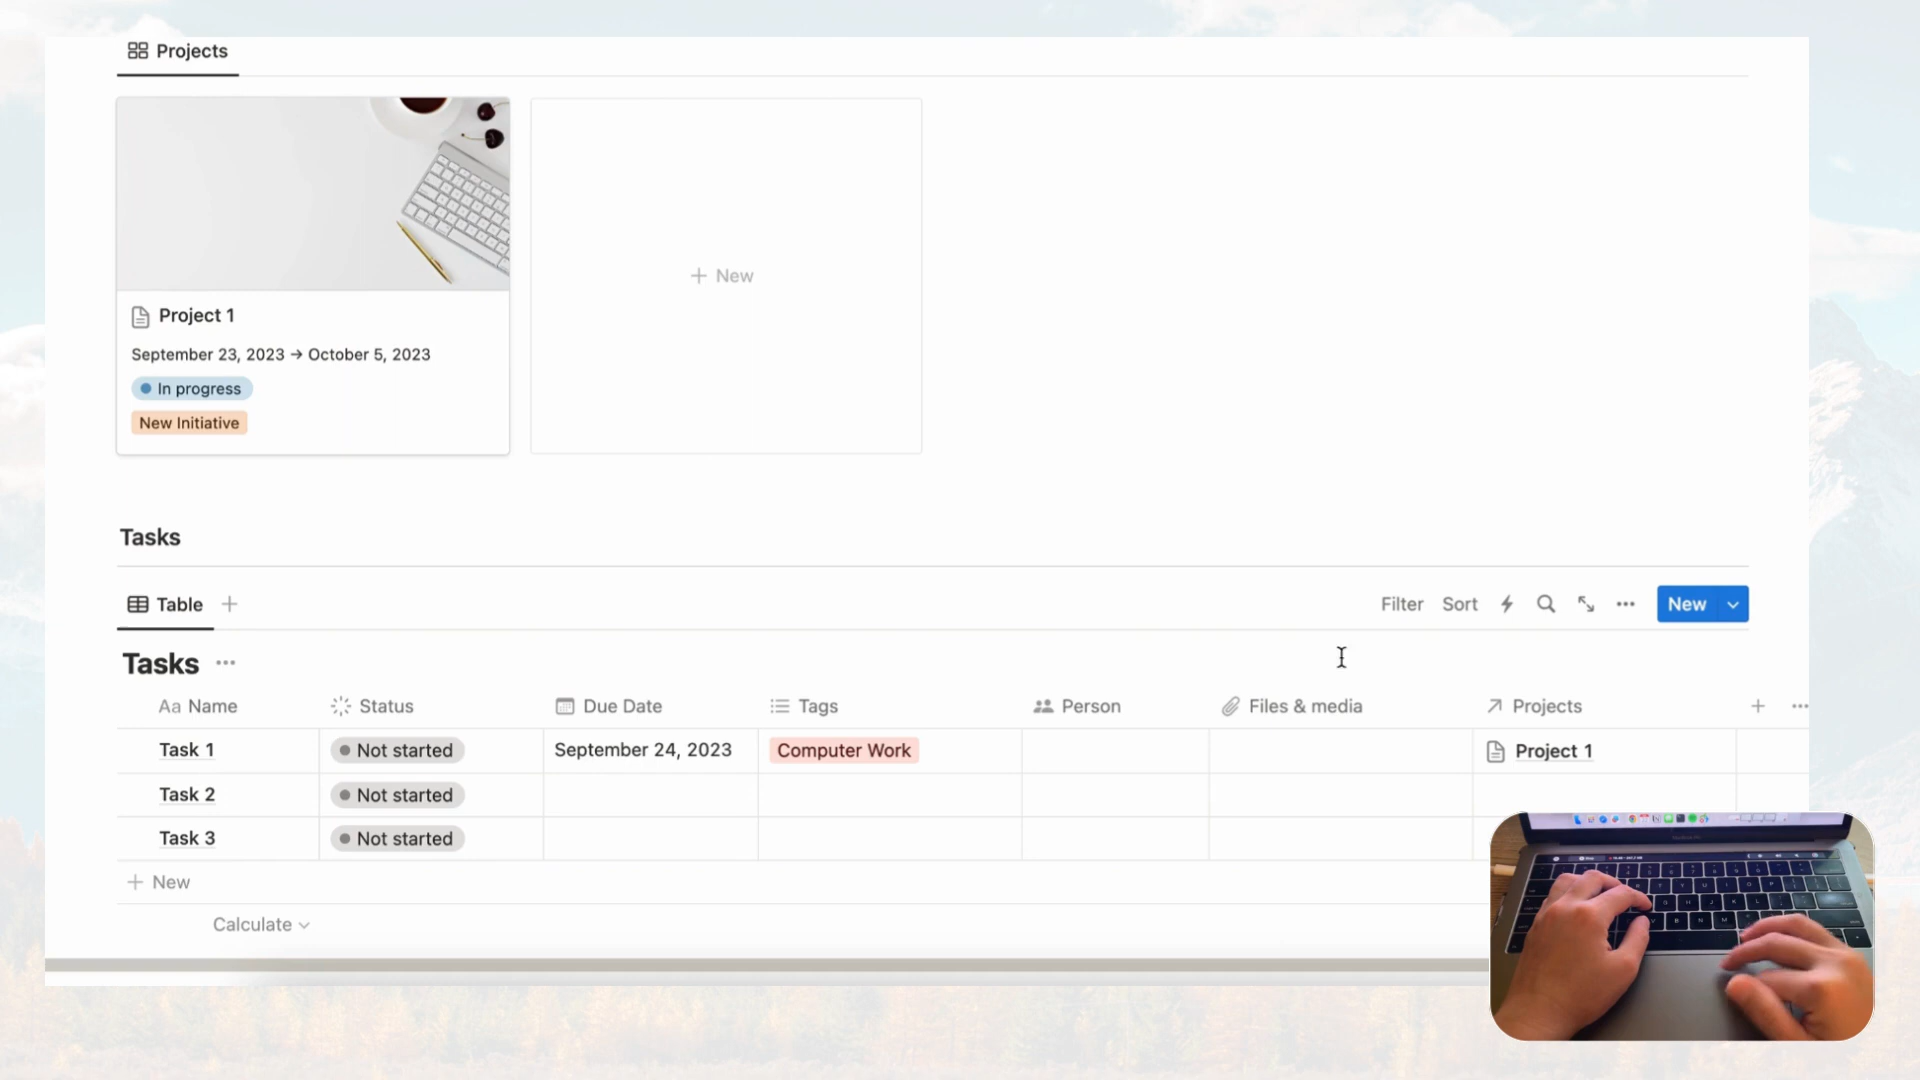 Projects
+ New
Project 1
September 23, 2023 → October 5, 2023
In progress
New Initiative
Tasks
Table +
Filter Sort ··· New
Tasks ···
Aa Name Status Due Date Tags Person Files & media Projects + ···
Task 1 Not started September 24, 2023 Computer Work Project 1
Task 2 Not started
Task 3 Not started
+ New
Calculate